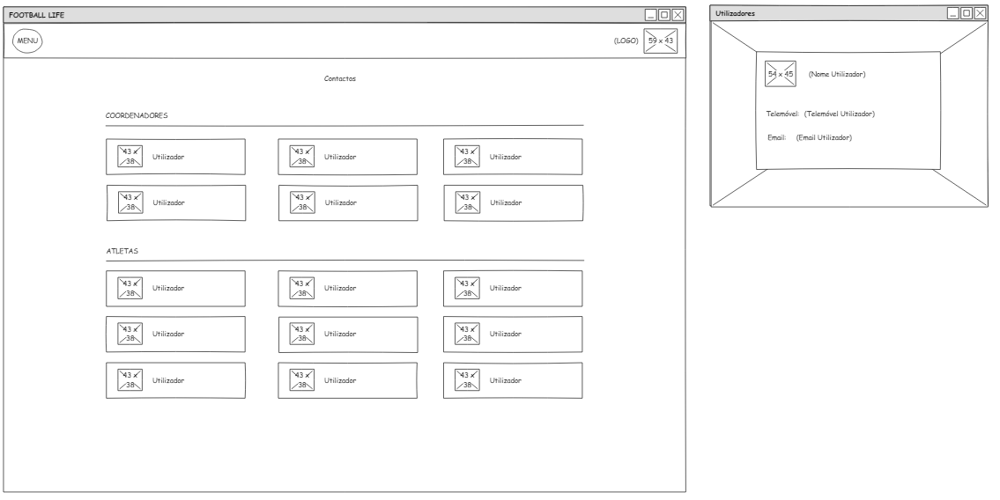 FOOTBALL LIFE
MENU
(LOGO) 59 x 43
Contactos
COORDENADORES
43 x 38 Utilizador
43 x 38 Utilizador
43 x 38 Utilizador
43 x 38 Utilizador
43 x 38 Utilizador
43 x 38 Utilizador
ATLETAS
43 x 38 Utilizador
43 x 38 Utilizador
43 x 38 Utilizador
43 x 38 Utilizador
43 x 38 Utilizador
43 x 38 Utilizador
43 x 38 Utilizador
43 x 38 Utilizador
43 x 38 Utilizador
Utilizadores
54 x 45 (Nome Utilizador)
Telemóvel: (Telemóvel Utilizador)
Email: (Email Utilizador)